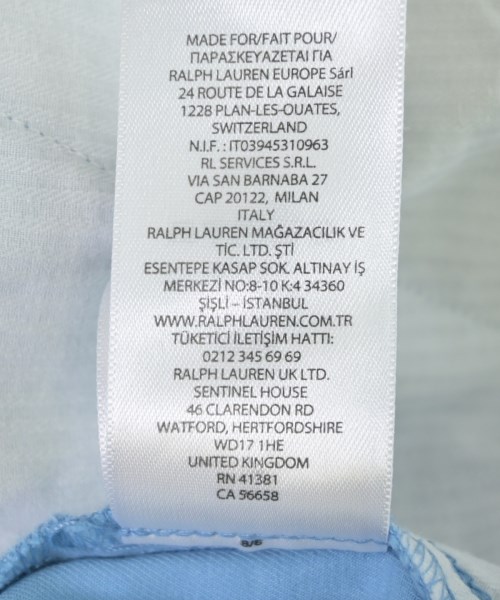 MADE FOR/FAIT POUR/
ΠΑΡΑΣΚΕΥΑΖΕΤΑΙ ΓΙΑ
RALPH LAUREN EUROPE Sárl
24 ROUTE DE LA GALAISE
1228 PLAN-LES-OUATES,
SWITZERLAND
N.I.F. : IT03945310963
RL SERVICES S.R.L.
VIA SAN BARNABA 27
CAP 20122, MILAN
ITALY
RALPH LAUREN MAĞAZACILIK VE
TİC. LTD. ŞTİ
ESENTEPE KASAP SOK. ALTINAY İŞ
MERKEZİ NO:8-10 K:4 34360
ŞİŞLİ – İSTANBUL
WWW.RALPHLAUREN.COM.TR
TÜKETİCİ İLETİŞİM HATTI:
0212 345 69 69
RALPH LAUREN UK LTD.
SENTINEL HOUSE
46 CLARENDON RD
WATFORD, HERTFORDSHIRE
WD17 1HE
UNITED KINGDOM
RN 41381
CA 56658